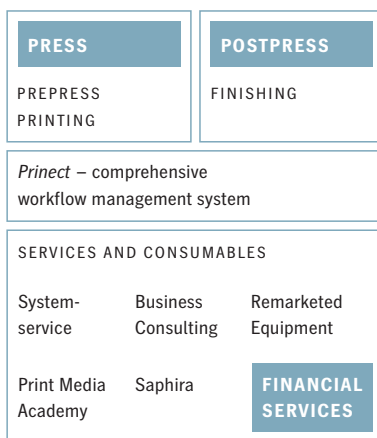 PRESS
PREPRESS
PRINTING
POSTPRESS
FINISHING
Prinect – comprehensive
workflow management system
SERVICES AND CONSUMABLES
System-
service
Business
Consulting
Remarketed
Equipment
Print Media
Academy
Saphira
FINANCIAL
SERVICES